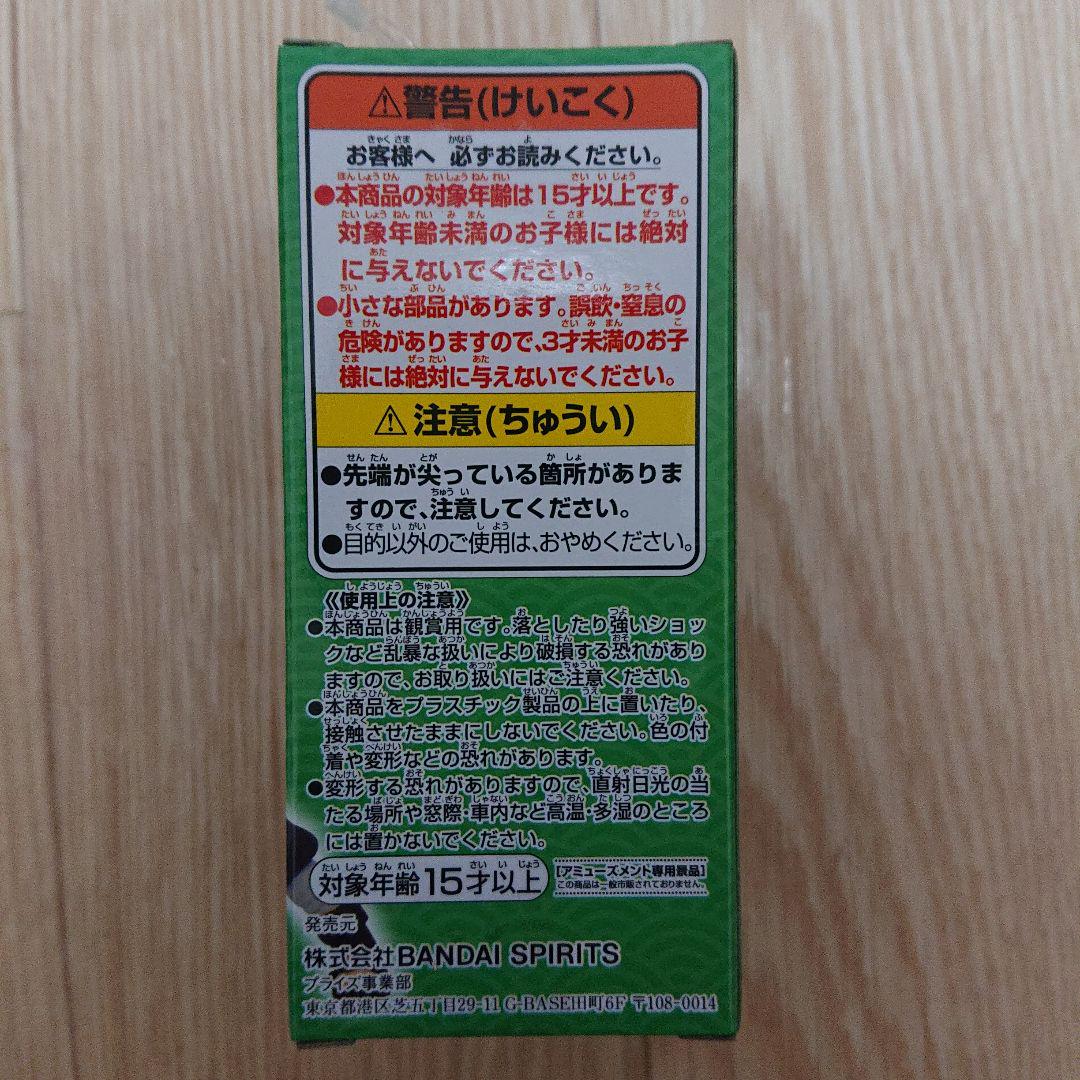 ⚠警告(けいこく)
お客様へ 必ずお読みください。
●本商品の対象年齢は15才以上です。
対象年齢未満のお子様には絶対
に与えないでください。
●小さな部品があります。誤飲・窒息の
危険がありますので、3才未満のお子
様には絶対に与えないでください。
⚠注意(ちゅうい)
●先端が尖っている箇所がありま
すので、注意してください。
●目的以外のご使用は、おやめください。
《使用上の注意》
●本商品は観賞用です。落としたり強いショッ
クなど乱暴な扱いにより破損する恐れがあり
ますので、お取り扱いにはご注意ください。
●本商品をプラスチック製品の上に置いたり、
接触させたままにしないでください。色の付
着や変形などの恐れがあります。
●変形する恐れがありますので、直射日光の当
たる場所や窓際・車内など高温・多湿のところ
には置かないでください。
対象年齢15才以上
[アミューズメント専用景品]
この商品は一般市販されておりません。
発売元
株式会社BANDAI SPIRITS
プライズ事業部
東京都港区芝五丁目29-11 G-BASE田町6F 〒108-0014